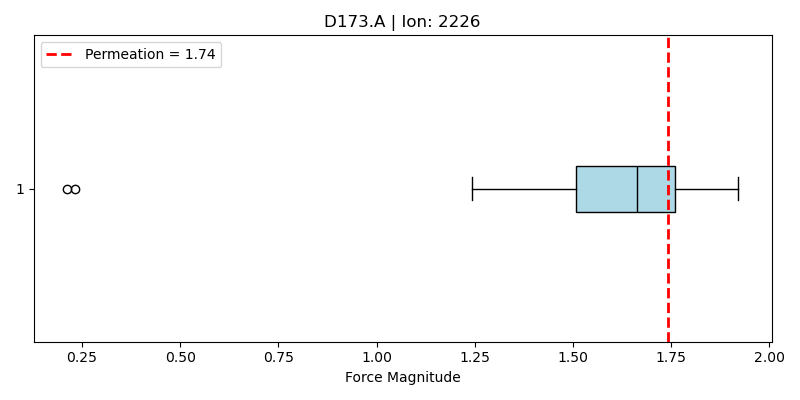 D173.A | Ion: 2226
Permeation = 1.74
1
0.25 0.50 0.75 1.00 1.25 1.50 1.75 2.00
Force Magnitude